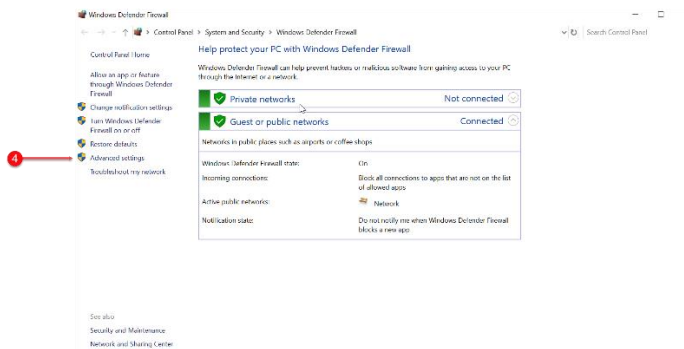 Windows Defender Firewall
Control Panel > System and Security > Windows Defender Firewall
Search Control Panel
Control Panel Home
Allow an app or feature
through Windows Defender
Firewall
Change notification settings
Turn Windows Defender
Firewall on or off
Restore defaults
4
Advanced settings
Troubleshoot my network
Help protect your PC with Windows Defender Firewall
Windows Defender Firewall can help prevent hackers or malicious software from gaining access to your PC
through the Internet or a network.
Private networks Not connected
Guest or public networks Connected
Networks in public places such as airports or coffee shops
Windows Defender Firewall state: On
Incoming connections: Block all connections to apps that are not on the list
of allowed apps
Active public networks: Network
Notification state: Do not notify me when Windows Defender Firewall
blocks a new app
See also
Security and Maintenance
Network and Sharing Center